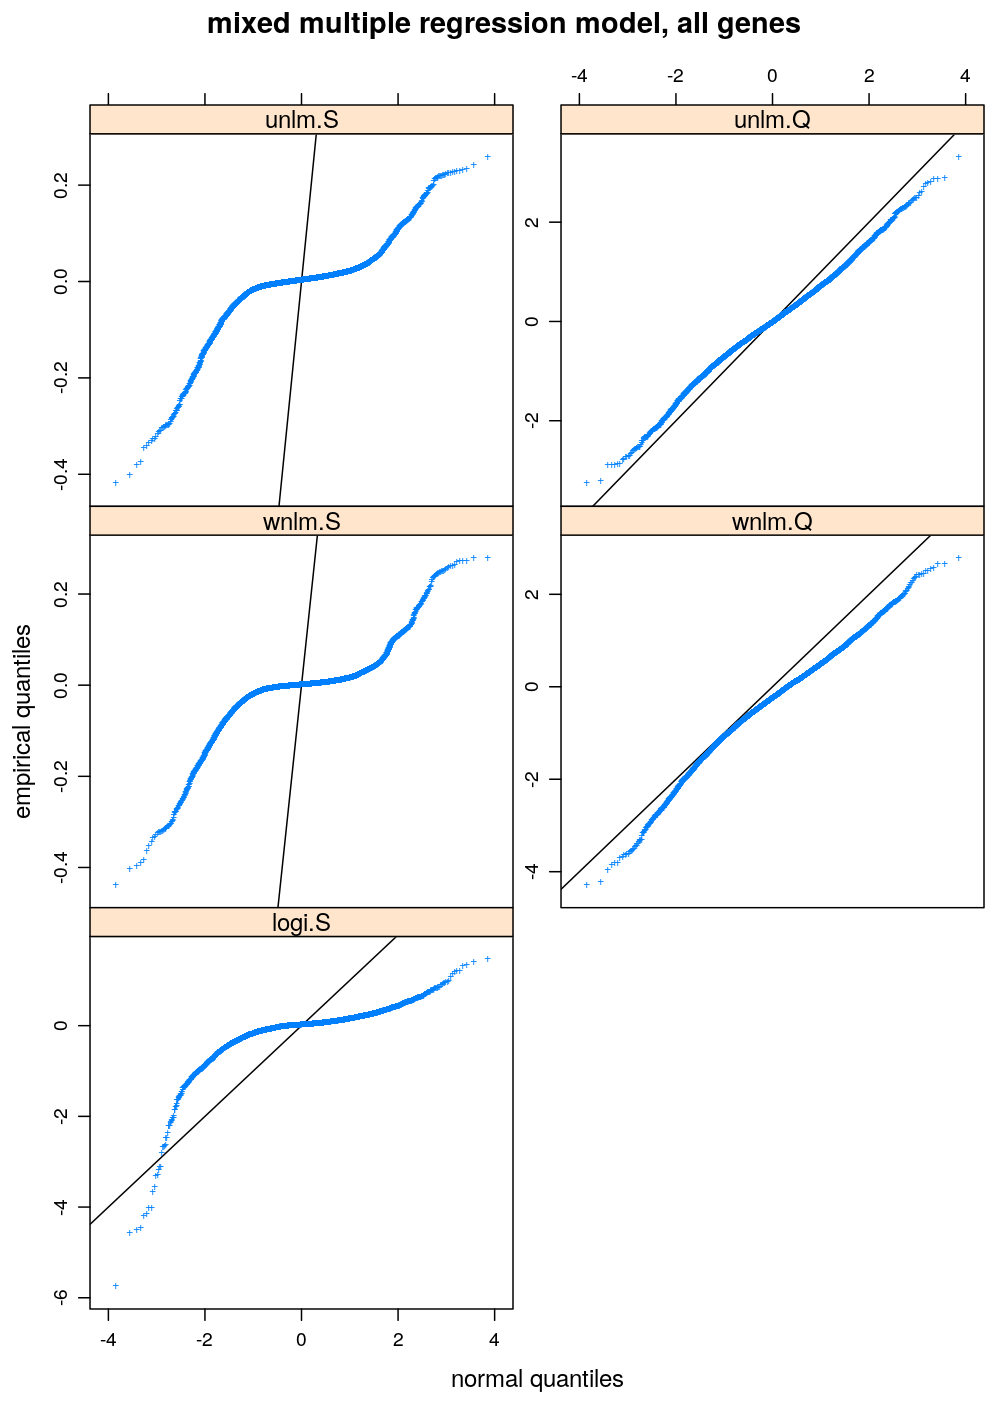 mixed multiple regression model, all genes
-4 -2 0 2 4
unlm.S unlm.Q
0.2
0.0
-0.2
-0.4
2
0
-2
wnlm.S wnlm.Q
0.2
0.0
-0.2
-0.4
2
0
-2
-4
empirical quantiles
logi.S
0
-2
-4
-6
-4 -2 0 2 4
normal quantiles